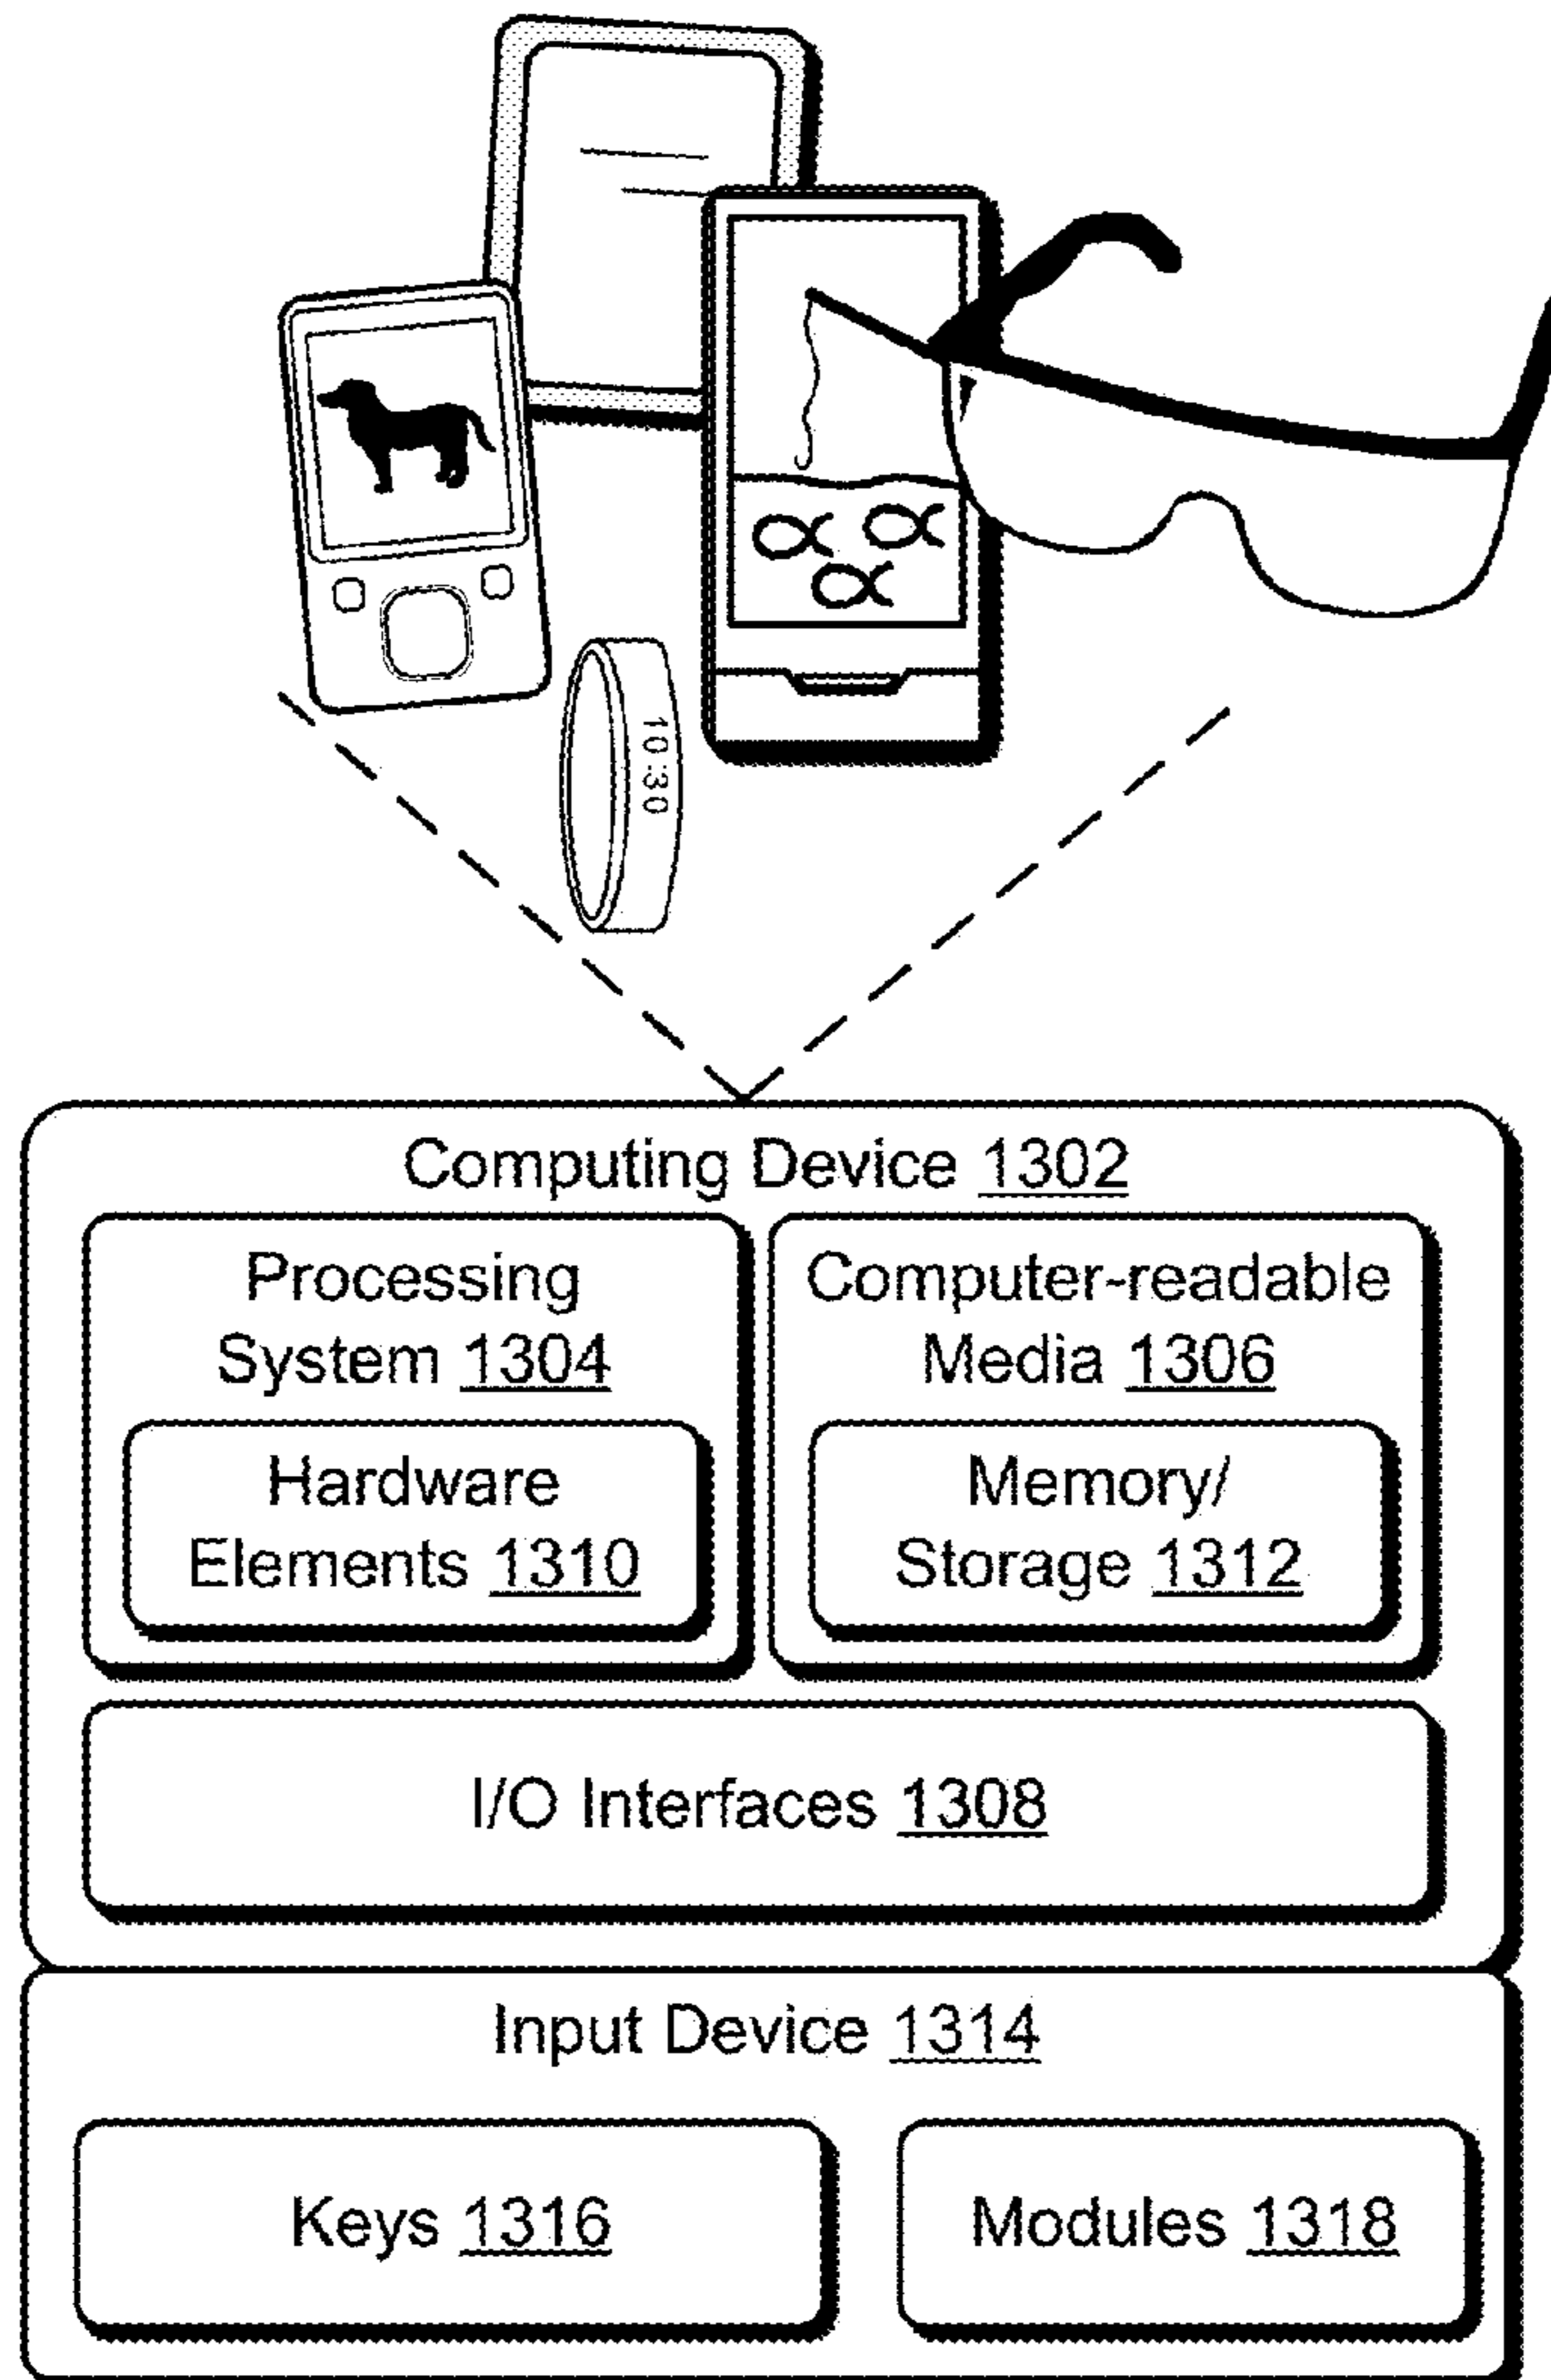 10:30
Computing Device 1302
Processing
System 1304
Computer-readable
Media 1306
Hardware
Elements 1310
Memory/
Storage 1312
I/O Interfaces 1308
Input Device 1314
Keys 1316
Modules 1318